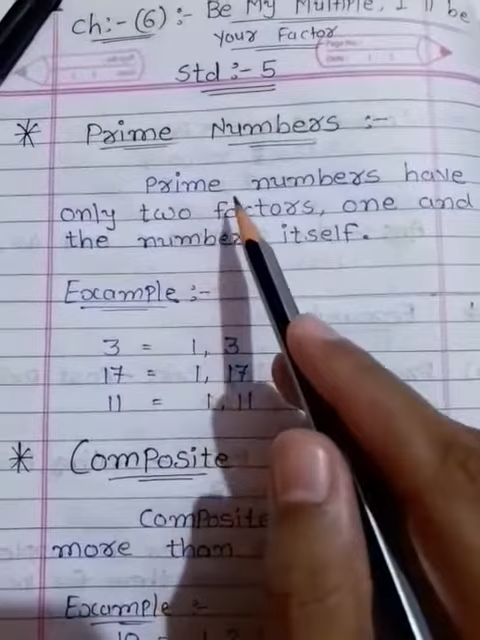 Ch:-(6):- Be My Multiple, I'll be
your Factor
Std :- 5
* Prime Numbers :-
Prime numbers have
only two factors, one and
the number itself.
Example :-
3 = 1, 3
17 = 1, 17
11 = 1, 11
* Composite
Composite
more than
Example :-